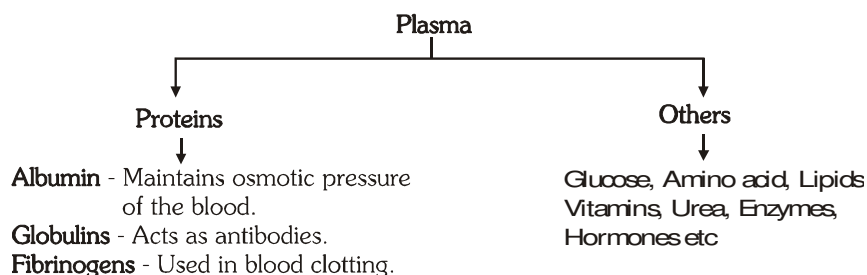 Plasma
Proteins
Albumin - Maintains osmotic pressure
of the blood.
Globulins - Acts as antibodies.
Fibrinogens - Used in blood clotting.
Others
Glucose, Amino acid, Lipids
Vitamins, Urea, Enzymes,
Hormones etc